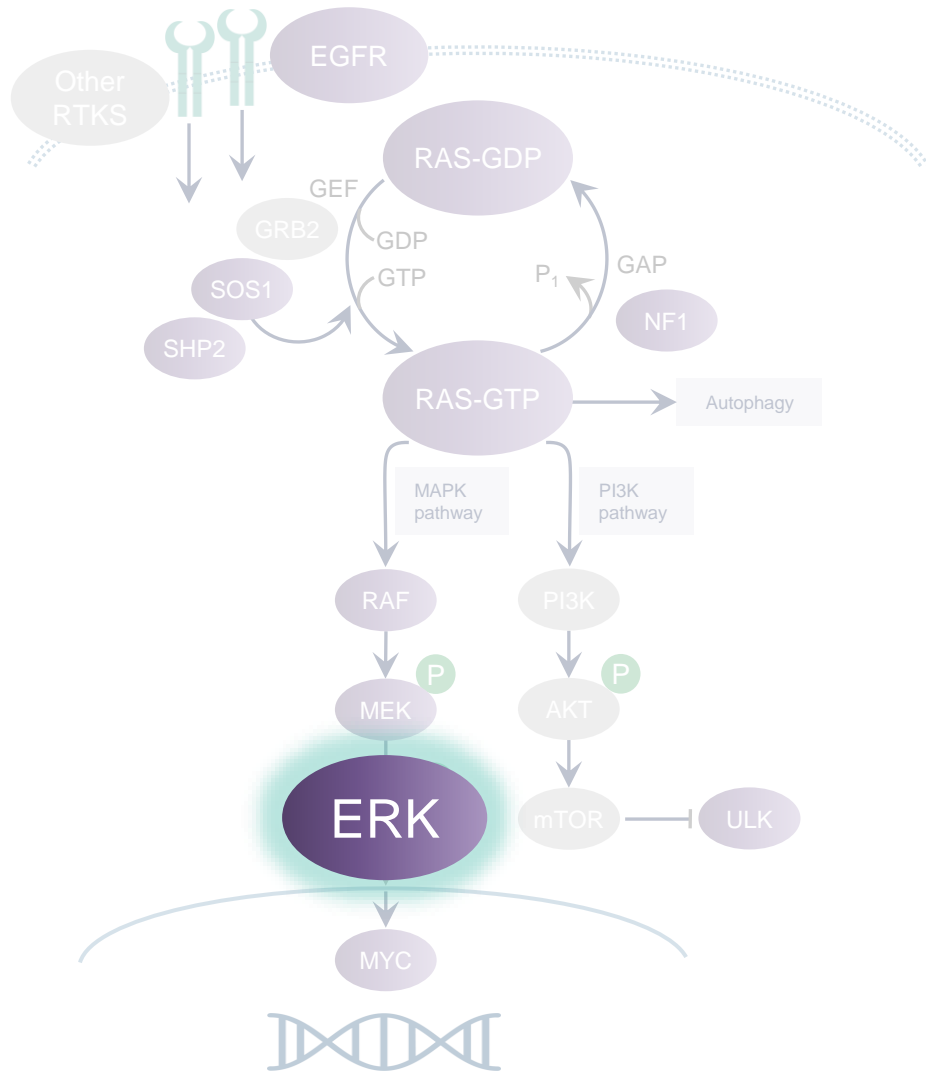 EGFR
Other
RTKS
RAS-GDP
GEF
GRB2
GDP
GTP
P1
GAP
SOS1
NF1
SHP2
RAS-GTP
Autophagy
MAPK
pathway
PI3K
pathway
RAF
PI3K
P
P
MEK
AKT
ERK
mTOR
ULK
MYC